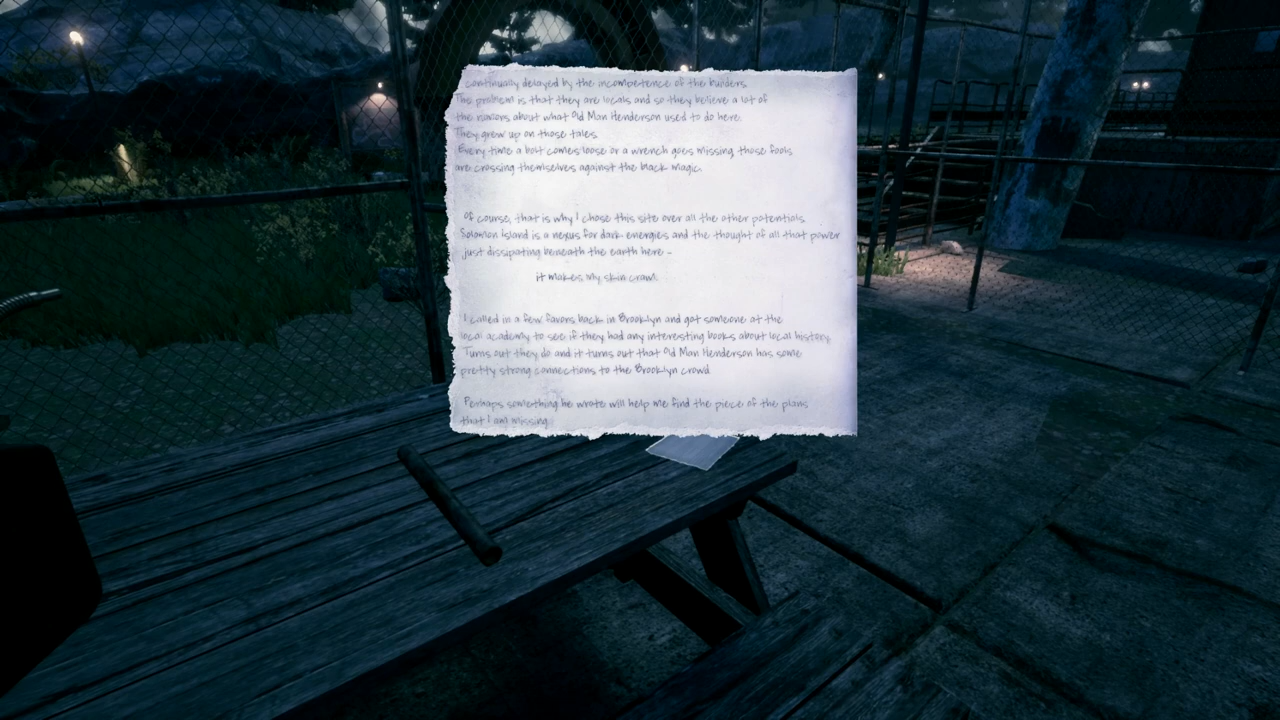 continually delayed by the incompetence of the builders.
The problem is that they are locals and so they believe a lot of
the rumors about what Old Man Henderson used to do here.
They grew up on those tales.
Every time a bolt comes loose or a wrench goes missing, those fools
are crossing themselves against the black magic.
Of course, that is why I chose this site over all the other potentials.
Solomon Island is a nexus for dark energies and the thought of all that power
just dissipating beneath the earth here -
it makes my skin crawl.
I called in a few favors back in Brooklyn and got someone at the
local academy to see if they had any interesting books about local history.
Turns out they do and it turns out that Old Man Henderson has some
pretty strong connections to the Brooklyn crowd.
Perhaps something he wrote will help me find the piece of the plans
that I am missing.